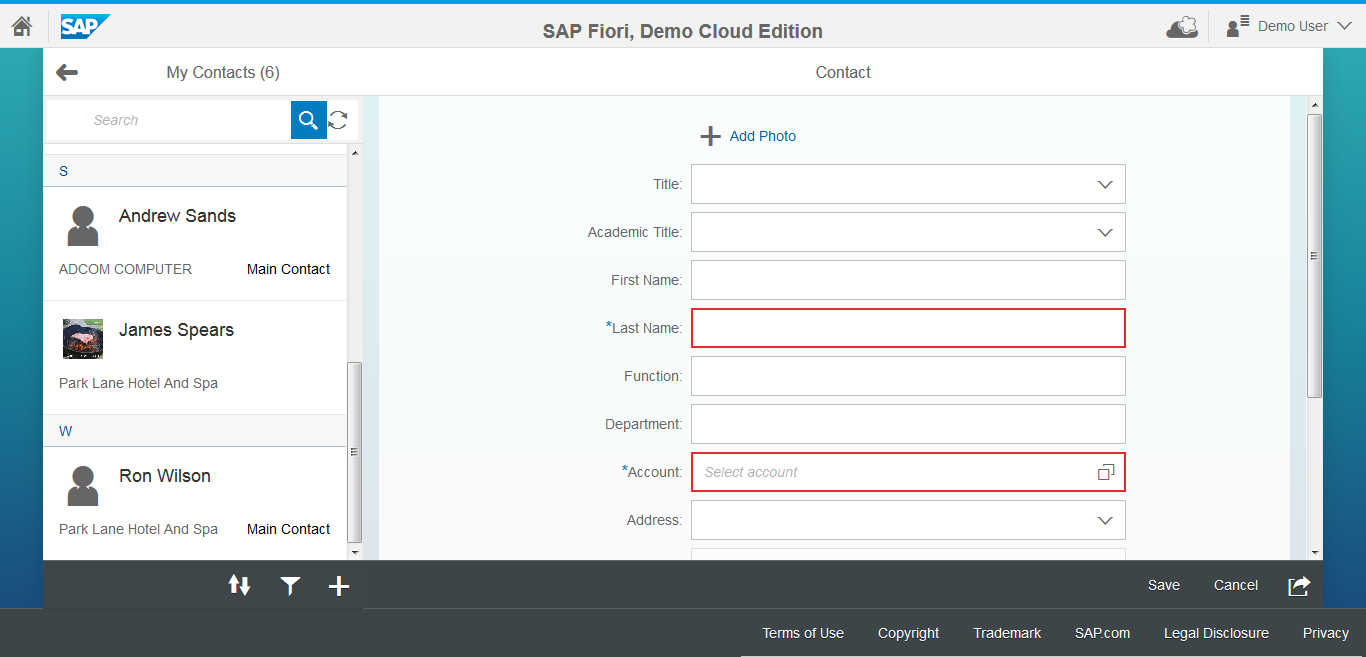 SAP
SAP Fiori, Demo Cloud Edition
Demo User
My Contacts (6)
Contact
Search
S
Andrew Sands
ADCOM COMPUTER Main Contact
James Spears
Park Lane Hotel And Spa
W
Ron Wilson
Park Lane Hotel And Spa Main Contact
Add Photo
Title:
Academic Title:
First Name:
*Last Name:
Function:
Department:
*Account: Select account
Address:
Save Cancel
Terms of Use Copyright Trademark SAP.com Legal Disclosure Privacy